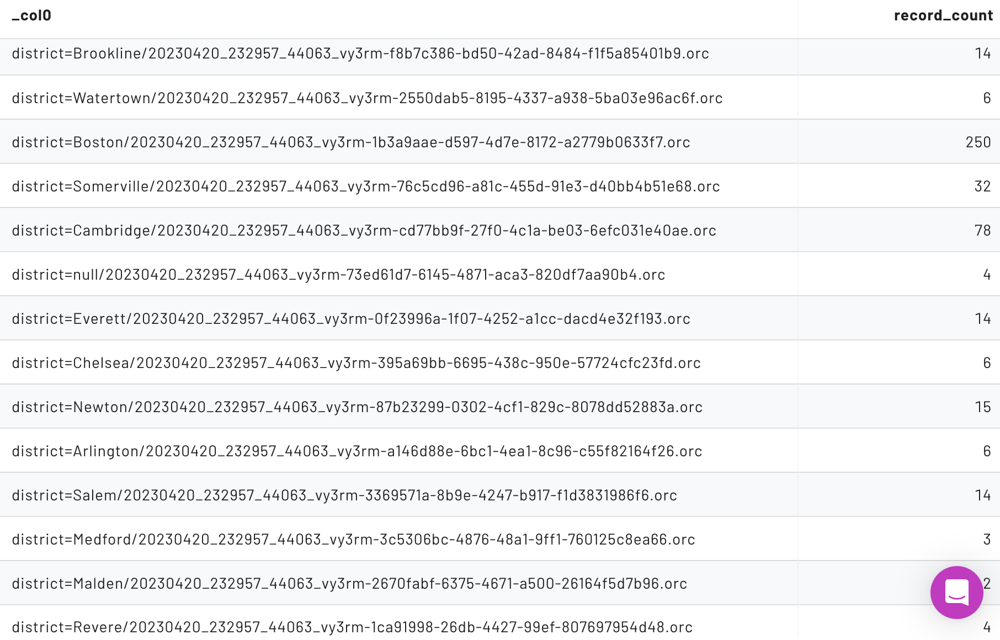 _col0 record_count
district=Brookline/20230420_232957_44063_vy3rm-f8b7c386-bd50-42ad-8484-f1f5a85401b9.orc 14
district=Watertown/20230420_232957_44063_vy3rm-2550dab5-8195-4337-a938-5ba03e96ac6f.orc 6
district=Boston/20230420_232957_44063_vy3rm-1b3a9aae-d597-4d7e-8172-a2779b0633f7.orc 250
district=Somerville/20230420_232957_44063_vy3rm-76c5cd96-a81c-455d-91e3-d40bb4b51e68.orc 32
district=Cambridge/20230420_232957_44063_vy3rm-cd77bb9f-27f0-4c1a-be03-6efc031e40ae.orc 78
district=null/20230420_232957_44063_vy3rm-73ed61d7-6145-4871-aca3-820df7aa90b4.orc 4
district=Everett/20230420_232957_44063_vy3rm-0f23996a-1f07-4252-a1cc-dacd4e32f193.orc 14
district=Chelsea/20230420_232957_44063_vy3rm-395a69bb-6695-438c-950e-57724cfc23fd.orc 6
district=Newton/20230420_232957_44063_vy3rm-87b23299-0302-4cf1-829c-8078dd52883a.orc 15
district=Arlington/20230420_232957_44063_vy3rm-a146d88e-6bc1-4ea1-8c96-c55f82164f26.orc 6
district=Salem/20230420_232957_44063_vy3rm-3369571a-8b9e-4247-b917-f1d3831986f6.orc 14
district=Medford/20230420_232957_44063_vy3rm-3c5306bc-4876-48a1-9ff1-760125c8ea66.orc 3
district=Malden/20230420_232957_44063_vy3rm-2670fabf-6375-4671-a500-26164f5d7b96.orc 2
district=Revere/20230420_232957_44063_vy3rm-1ca91998-26db-4427-99ef-807697954d48.orc 4